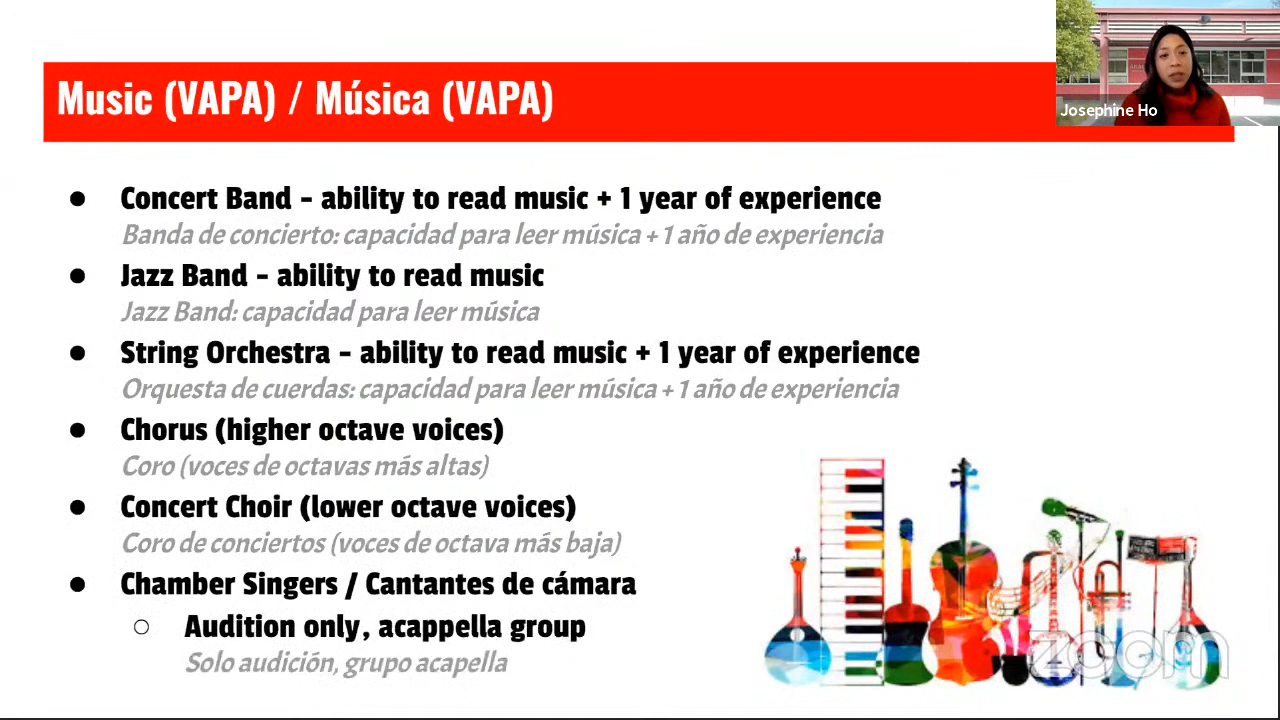 Music (VAPA) / Música (VAPA)
Josephine Ho
● Concert Band - ability to read music + 1 year of experience
Banda de concierto: capacidad para leer música + 1 año de experiencia
● Jazz Band - ability to read music
Jazz Band: capacidad para leer música
● String Orchestra - ability to read music + 1 year of experience
Orquesta de cuerdas: capacidad para leer música + 1 año de experiencia
● Chorus (higher octave voices)
Coro (voces de octavas más altas)
● Concert Choir (lower octave voices)
Coro de conciertos (voces de octava más baja)
● Chamber Singers / Cantantes de cámara
○ Audition only, acappella group
Solo audición, grupo acapella
zoom